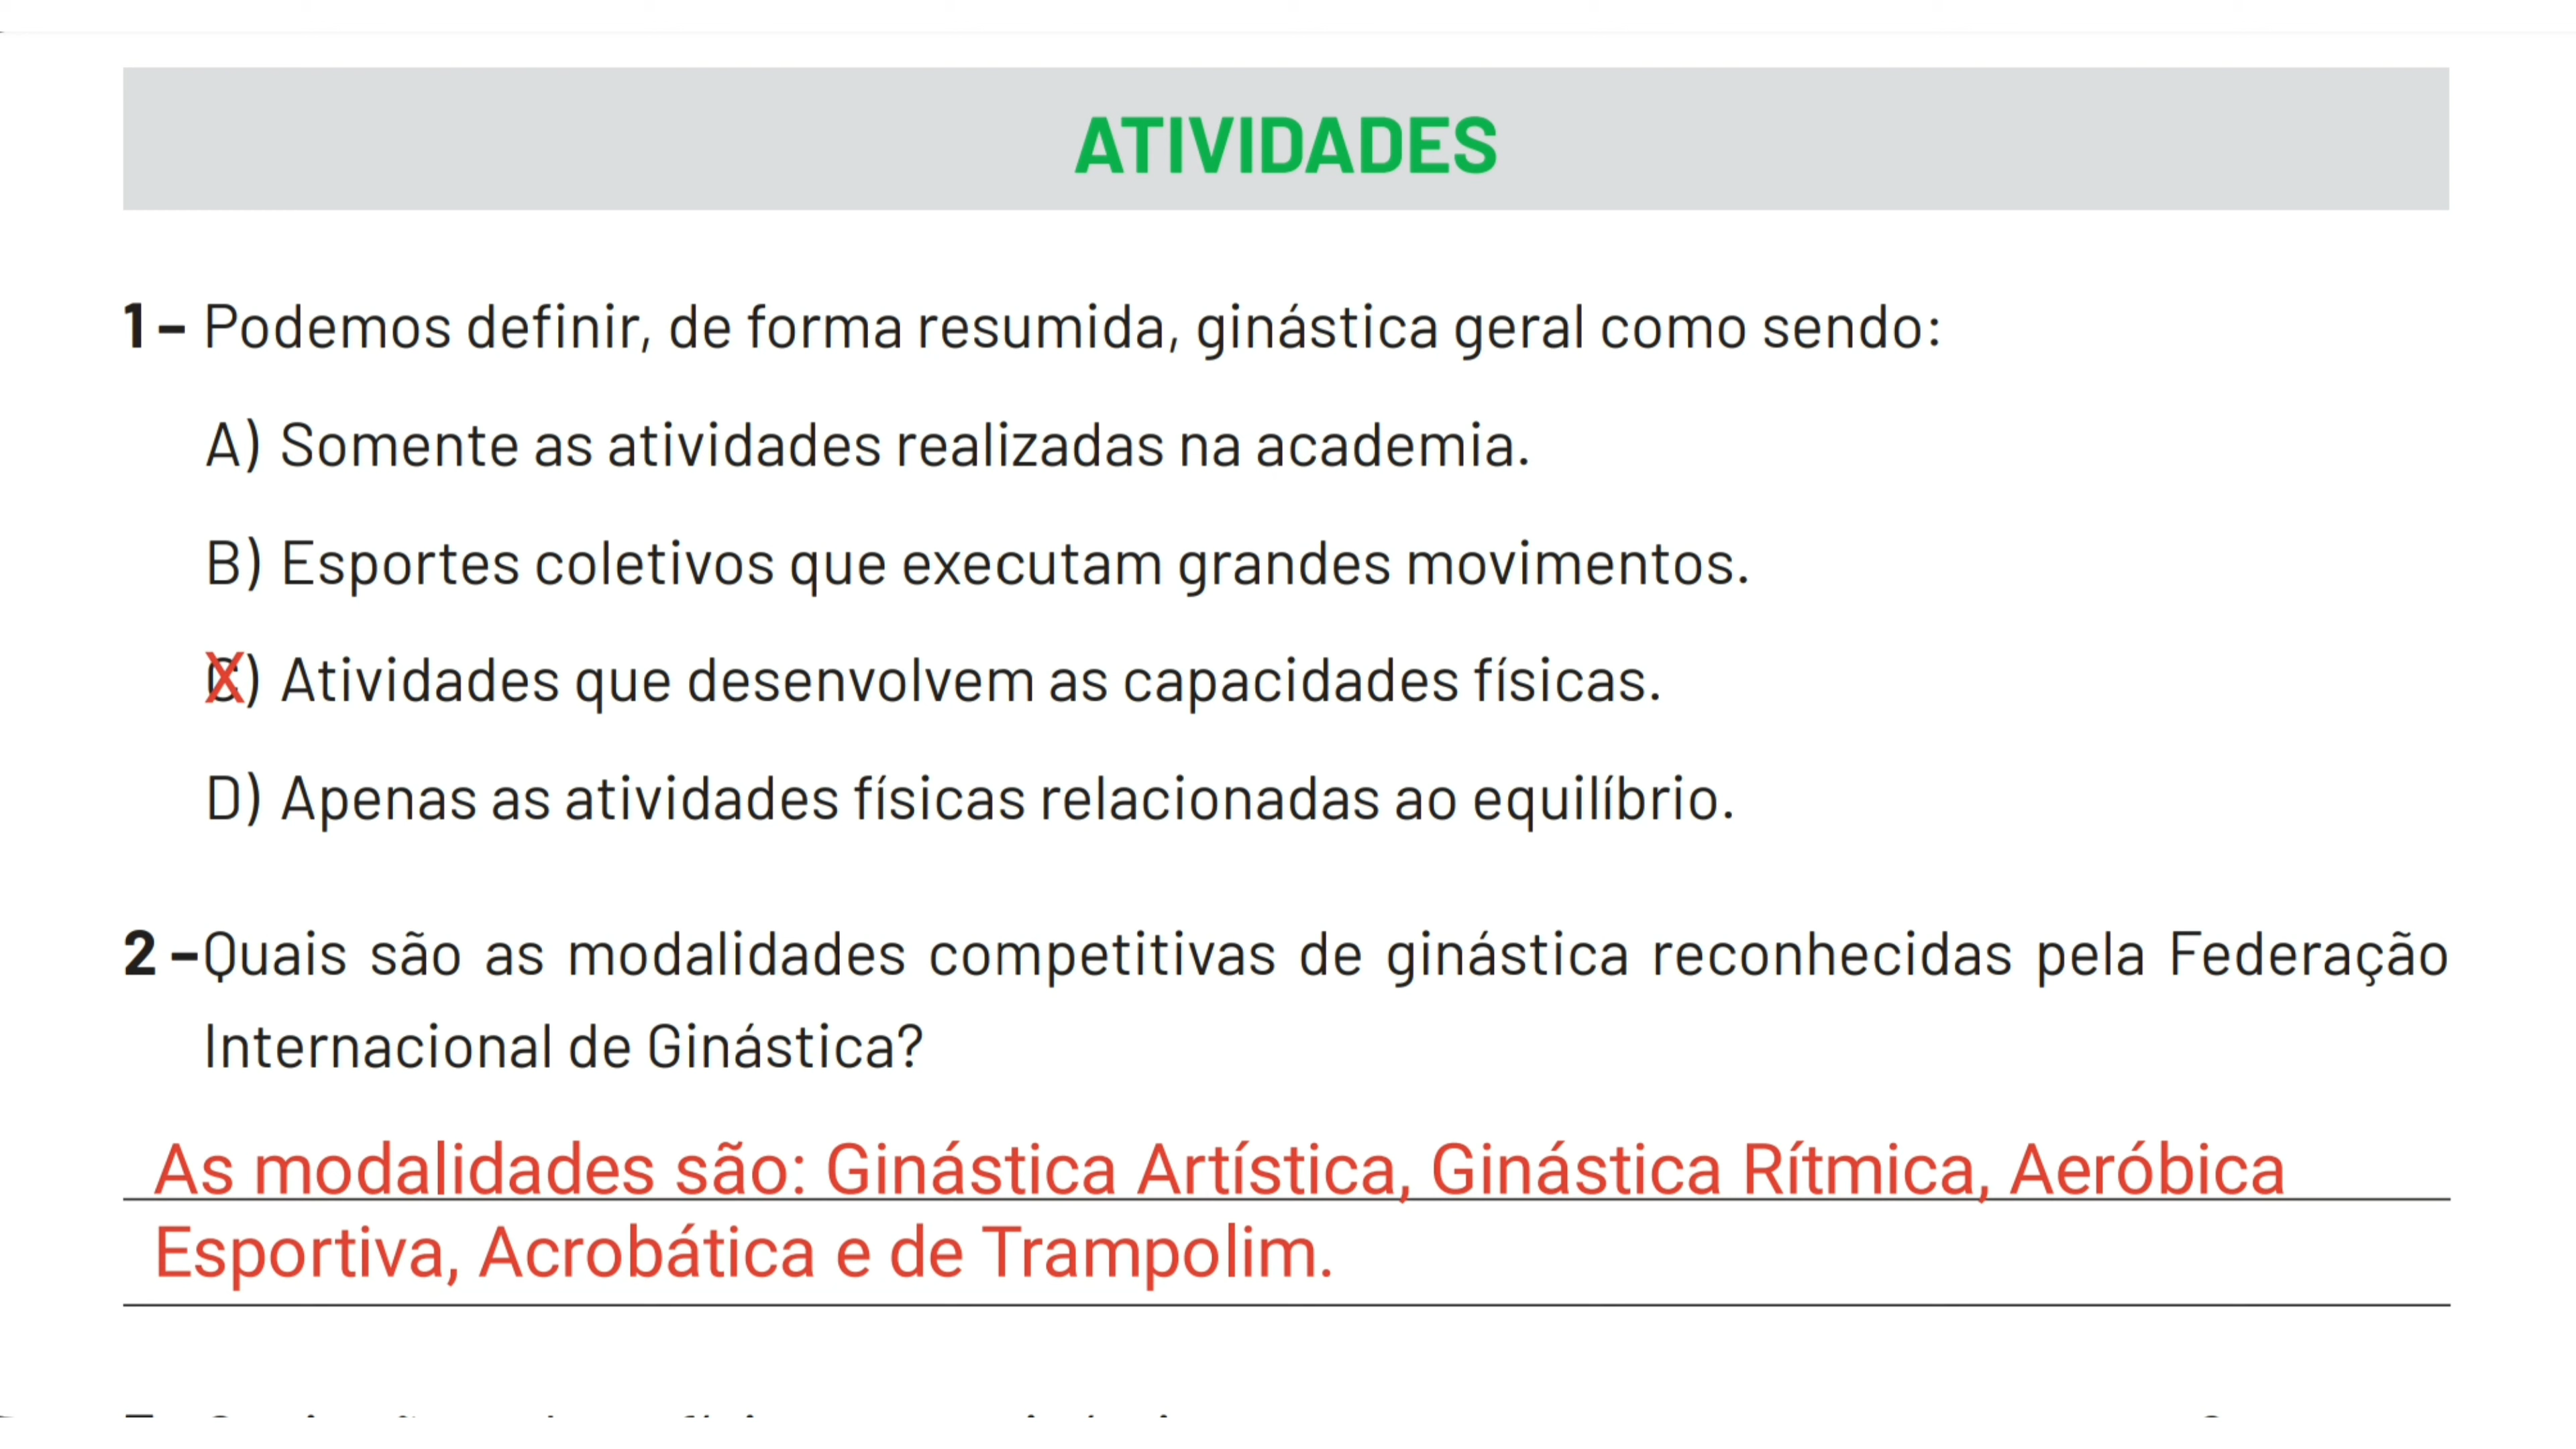 ATIVIDADES
1- Podemos definir, de forma resumida, ginástica geral como sendo:
A) Somente as atividades realizadas na academia.
B) Esportes coletivos que executam grandes movimentos.
X) Atividades que desenvolvem as capacidades físicas.
D) Apenas as atividades físicas relacionadas ao equilíbrio.
2 -Quais são as modalidades competitivas de ginástica reconhecidas pela Federação
Internacional de Ginástica?
As modalidades são: Ginástica Artística, Ginástica Rítmica, Aeróbica
Esportiva, Acrobática e de Trampolim.